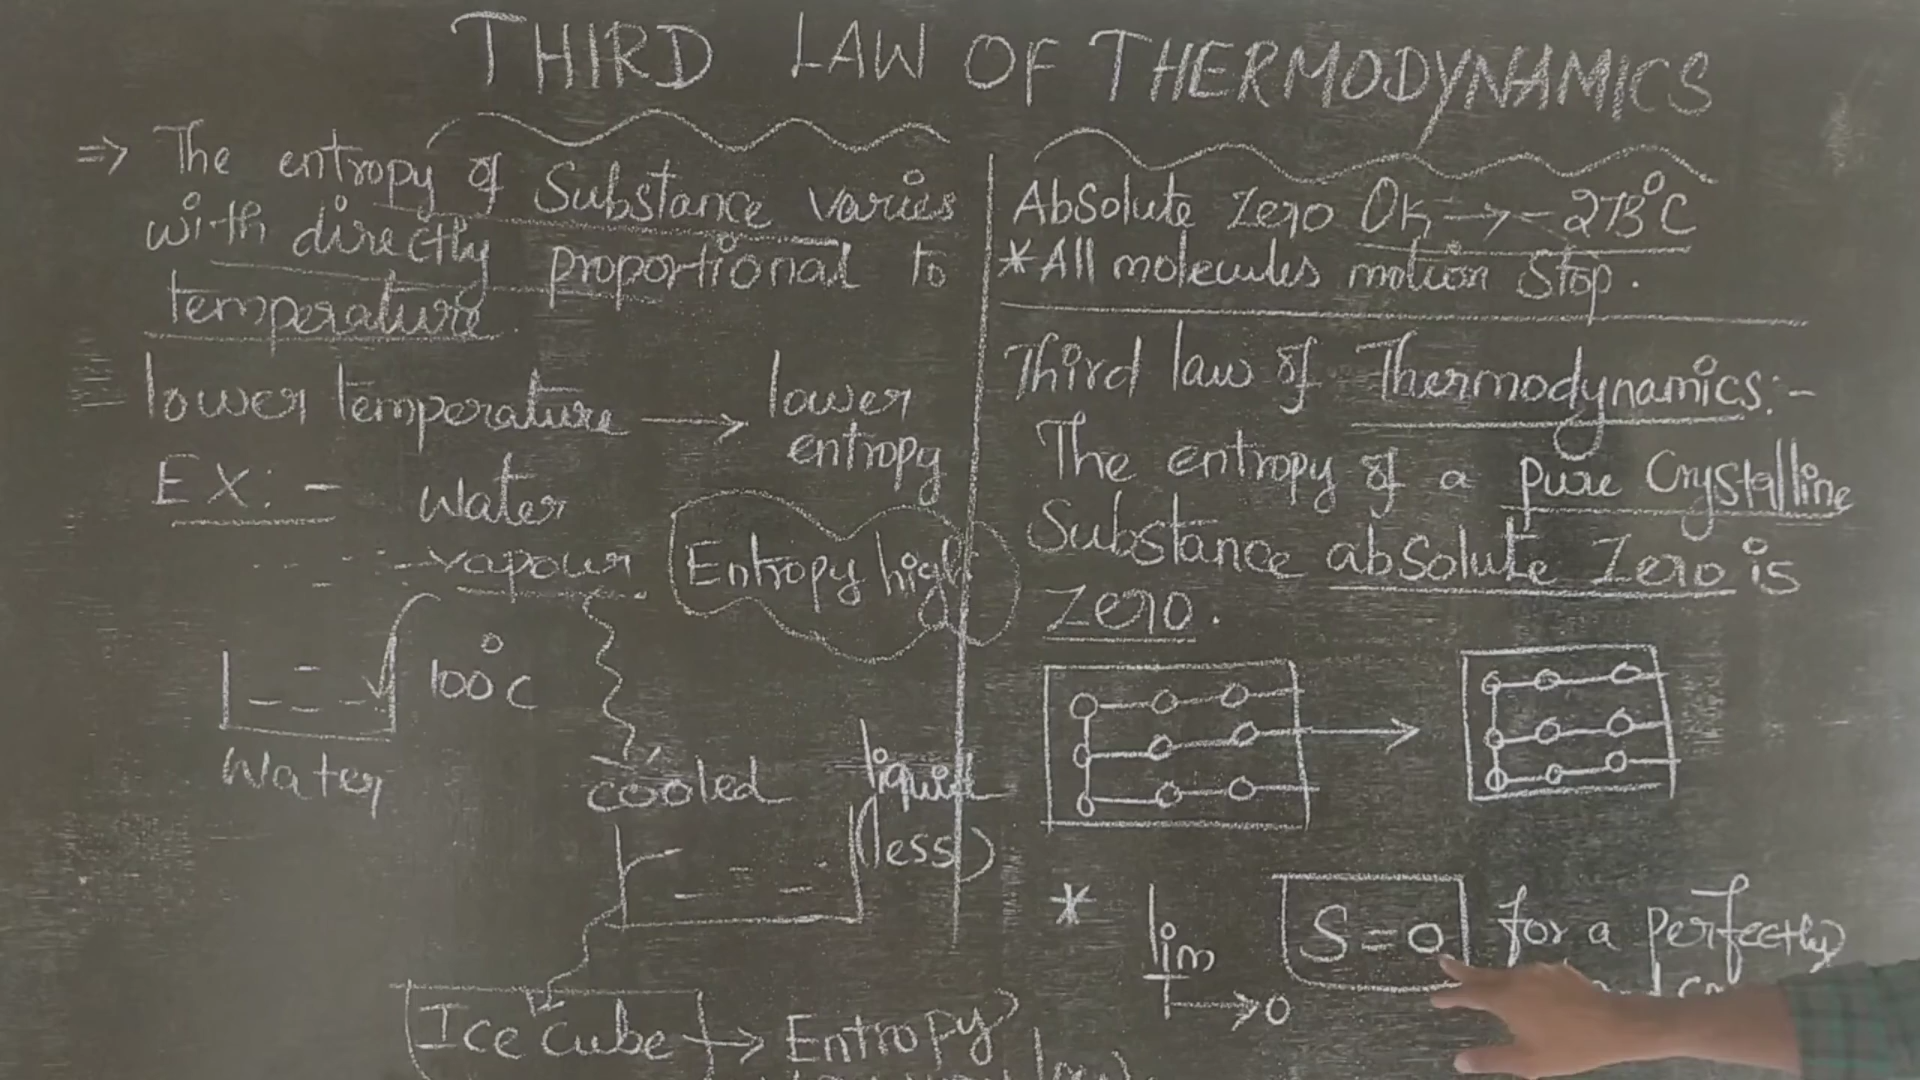 THIRD LAW OF THERMODYNAMICS
=> The entropy of Substance varies
with directly proportional to
temperature.
lower temperature → lower
entropy
EX:- Water
vapour
Entropy high
100°C
Water
cooled
liquid
(less)
Ice cube → Entropy
Absolute Zero OK → -273°C
*All molecules motion Stop.
Third law of Thermodynamics:-
The entropy of a pure Crystalline
Substance absolute Zero is
Zero.
* lim S=0 for a perfectly
T→0